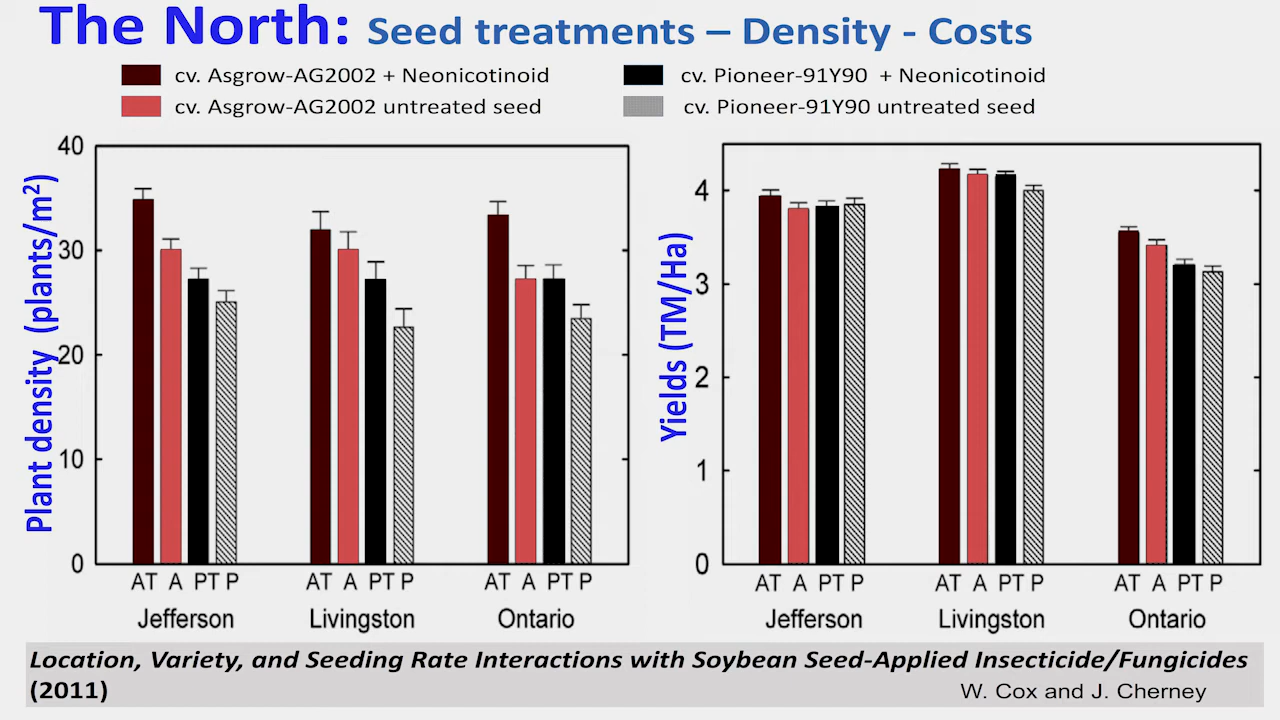 The North: Seed treatments – Density - Costs
cv. Asgrow-AG2002 + Neonicotinoid
cv. Pioneer-91Y90 + Neonicotinoid
cv. Asgrow-AG2002 untreated seed
cv. Pioneer-91Y90 untreated seed
Plant density (plants/m²)
40
30
20
10
0
AT A PT P
AT A PT P
AT A PT P
Jefferson
Livingston
Ontario
Yields (TM/Ha)
4
3
2
1
0
AT A PT P
AT A PT P
AT A PT P
Jefferson
Livingston
Ontario
Location, Variety, and Seeding Rate Interactions with Soybean Seed-Applied Insecticide/Fungicides
(2011)
W. Cox and J. Cherney